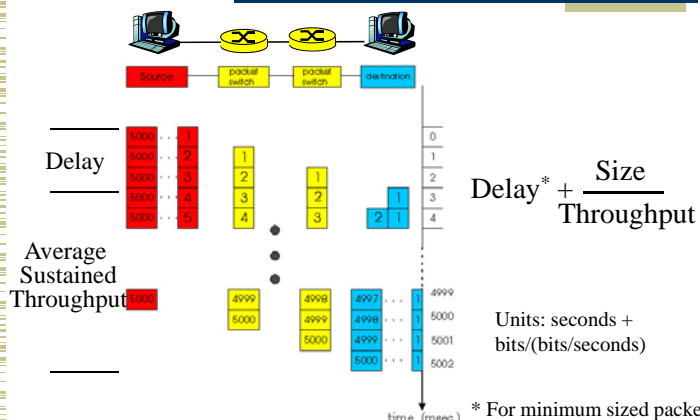 Source
packet switch
packet switch
destination
5000 · · · 1
0
5000 · · · 2
1
1
5000 · · · 3
2
1
2
5000 · · · 4
3
2
1
3
5000 · · · 5
4
3
2 1
4
Delay
Average
Sustained
Throughput
5000
4999
4998
4997 · · · 1
4999
5000
4999
4998 · · · 1
5000
5000
4999 · · · 1
5001
5000 · · · 1
5002
time (msec.)
Delay* + Size
Throughput
Units: seconds +
bits/(bits/seconds)
* For minimum sized